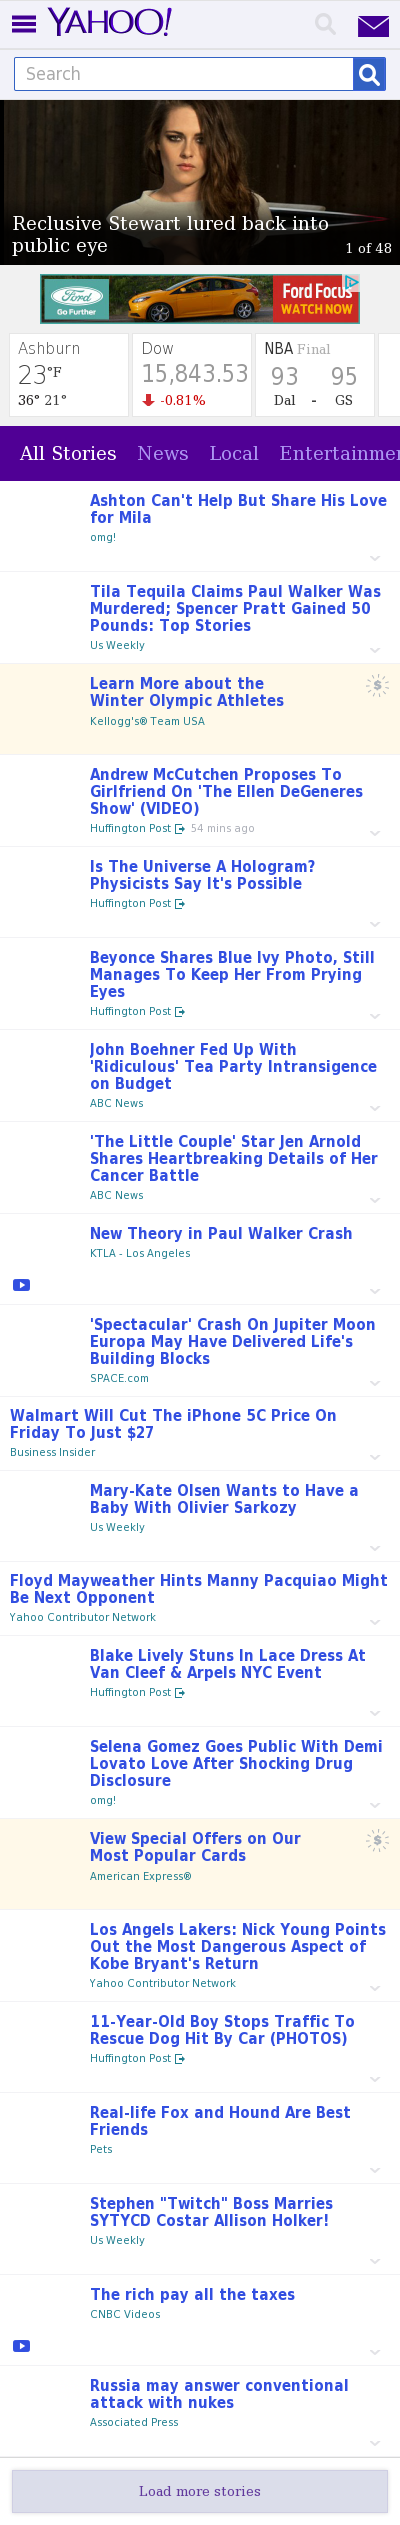 YAHOO!
Search
Reclusive Stewart lured back into
public eye
1 of 48
Ford
Go Further
Ford Focus
WATCH NOW
Ashburn
23°F
36° 21°
Dow
15,843.53
-0.81%
NBA Final
93 95
Dal - GS
All Stories News Local Entertainmen
Ashton Can't Help But Share His Love
for Mila
omg!
Tila Tequila Claims Paul Walker Was
Murdered; Spencer Pratt Gained 50
Pounds: Top Stories
Us Weekly
Learn More about the
Winter Olympic Athletes
$
Kellogg's® Team USA
Andrew McCutchen Proposes To
Girlfriend On 'The Ellen DeGeneres
Show' (VIDEO)
Huffington Post 54 mins ago
Is The Universe A Hologram?
Physicists Say It's Possible
Huffington Post
Beyonce Shares Blue Ivy Photo, Still
Manages To Keep Her From Prying
Eyes
Huffington Post
John Boehner Fed Up With
'Ridiculous' Tea Party Intransigence
on Budget
ABC News
'The Little Couple' Star Jen Arnold
Shares Heartbreaking Details of Her
Cancer Battle
ABC News
New Theory in Paul Walker Crash
KTLA - Los Angeles
'Spectacular' Crash On Jupiter Moon
Europa May Have Delivered Life's
Building Blocks
SPACE.com
Walmart Will Cut The iPhone 5C Price On
Friday To Just $27
Business Insider
Mary-Kate Olsen Wants to Have a
Baby With Olivier Sarkozy
Us Weekly
Floyd Mayweather Hints Manny Pacquiao Might
Be Next Opponent
Yahoo Contributor Network
Blake Lively Stuns In Lace Dress At
Van Cleef & Arpels NYC Event
Huffington Post
Selena Gomez Goes Public With Demi
Lovato Love After Shocking Drug
Disclosure
omg!
View Special Offers on Our
Most Popular Cards
$
American Express®
Los Angels Lakers: Nick Young Points
Out the Most Dangerous Aspect of
Kobe Bryant's Return
Yahoo Contributor Network
11-Year-Old Boy Stops Traffic To
Rescue Dog Hit By Car (PHOTOS)
Huffington Post
Real-life Fox and Hound Are Best
Friends
Pets
Stephen "Twitch" Boss Marries
SYTYCD Costar Allison Holker!
Us Weekly
The rich pay all the taxes
CNBC Videos
Russia may answer conventional
attack with nukes
Associated Press
Load more stories